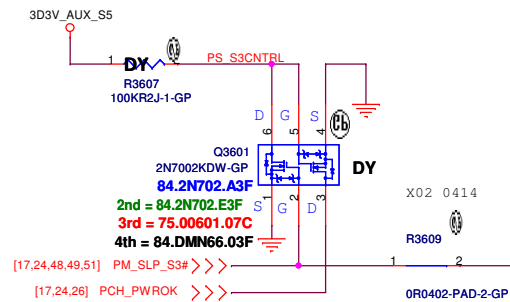 3D3V_AUX_S5
1 DY 2 PS_S3CNTRL
R3607
100KR2J-1-GP
D G S
6 5 4
Q3601
2N7002KDW-GP DY
84.2N702.A3F
2nd = 84.2N702.E3F
3rd = 75.00601.07C
4th = 84.DMN66.03F
1 2 3
S G D
X02 0414
R3609
[17,24,48,49,51] PM_SLP_S3# 1 2
[17,24,26] PCH_PWROK
0R0402-PAD-2-GP